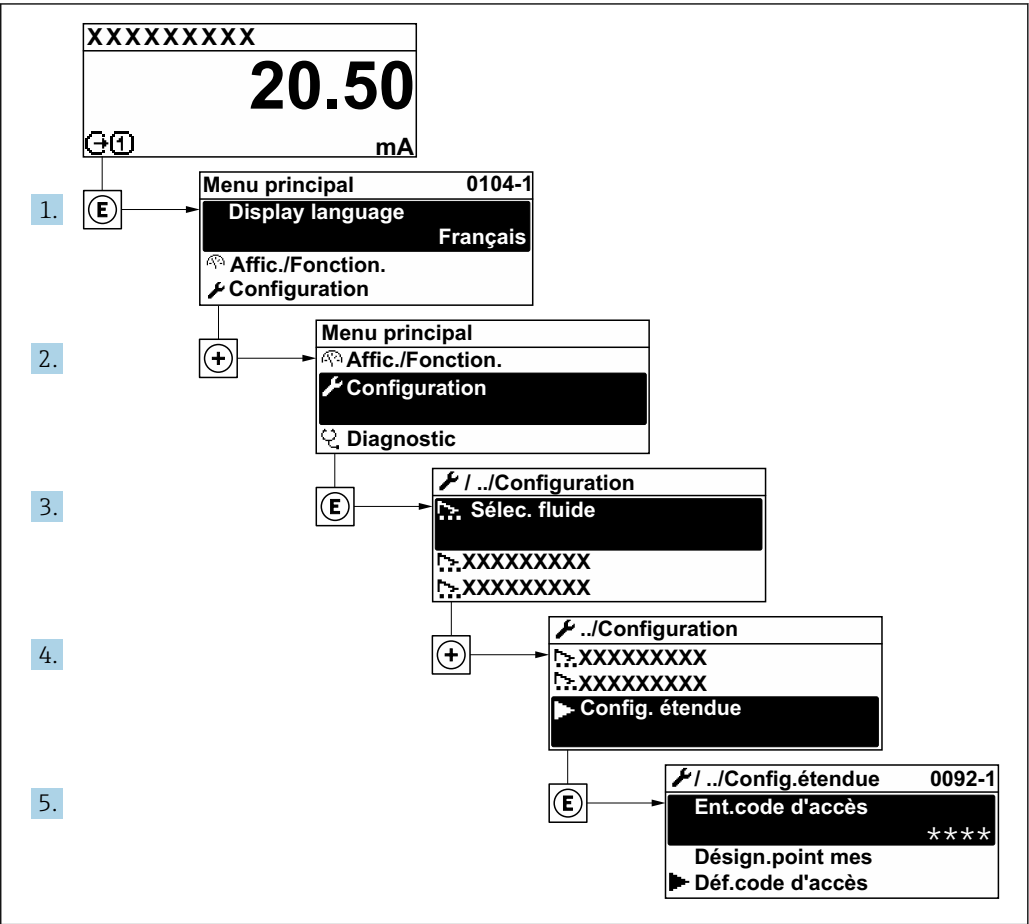 XXXXXXXXX
20.50
1
mA
1.
E
Menu principal 0104-1
Display language
Français
Affic./Fonction.
Configuration
2.
+
Menu principal
Affic./Fonction.
Configuration
Diagnostic
3.
E
/ ../Configuration
Sélec. fluide
XXXXXXXXX
XXXXXXXXX
4.
+
../Configuration
XXXXXXXXX
XXXXXXXXX
Config. étendue
5.
E
/ ../Config.étendue 0092-1
Ent.code d'accès
****
Désign.point mes
Déf.code d'accès